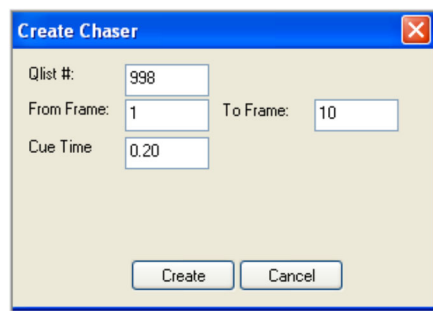 Create Chaser
Qlist #: 998
From Frame: 1 To Frame: 10
Cue Time 0.20
Create Cancel